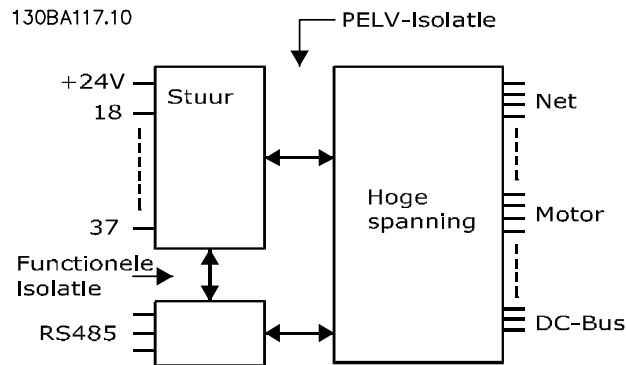 130BA117.10
PELV-Isolatie
+24V
Stuur
18
Net
Hoge
spanning
37
Motor
Functionele
Isolatie
RS485
DC-Bus